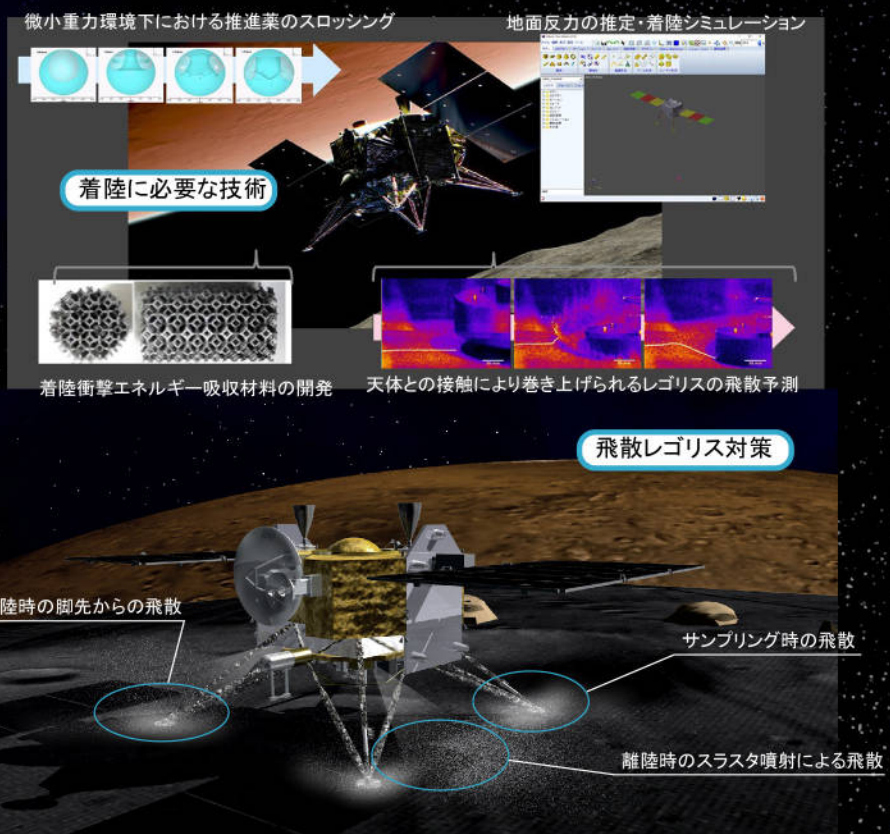 微小重力環境下における推進薬のスロッシング
地面反力の推定・着陸シミュレーション
着陸に必要な技術
着陸衝撃エネルギー吸収材料の開発
天体との接触により巻き上げられるレゴリスの飛散予測
飛散レゴリス対策
陸時の脚先からの飛散
サンプリング時の飛散
離陸時のスラスタ噴射による飛散